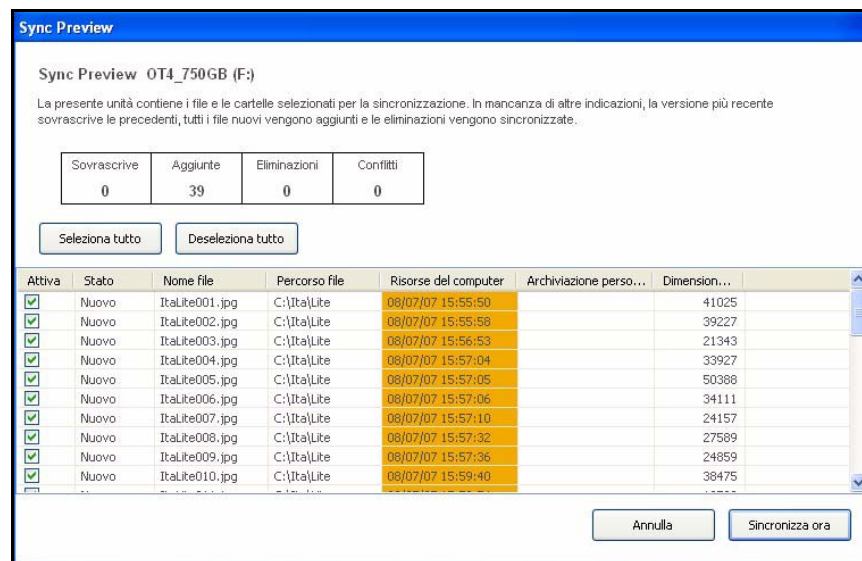 Sync Preview
Sync Preview OT4_750GB (F:)
La presente unità contiene i file e le cartelle selezionati per la sincronizzazione. In mancanza di altre indicazioni, la versione più recente
sovrascrive le precedenti, tutti i file nuovi vengono aggiunti e le eliminazioni vengono sincronizzate.
Sovrascrive Aggiunte Eliminazioni Conflitti
0 39 0 0
Seleziona tutto Deseleziona tutto
Attiva Stato Nome file Percorso file Risorse del computer Archiviazione perso... Dimension...
Nuovo ItaLite001.jpg C:\Ita\Lite 08/07/07 15:55:50 41025
Nuovo ItaLite002.jpg C:\Ita\Lite 08/07/07 15:55:58 39227
Nuovo ItaLite003.jpg C:\Ita\Lite 08/07/07 15:56:53 21343
Nuovo ItaLite004.jpg C:\Ita\Lite 08/07/07 15:57:04 33927
Nuovo ItaLite005.jpg C:\Ita\Lite 08/07/07 15:57:05 50388
Nuovo ItaLite006.jpg C:\Ita\Lite 08/07/07 15:57:06 34111
Nuovo ItaLite007.jpg C:\Ita\Lite 08/07/07 15:57:10 24157
Nuovo ItaLite008.jpg C:\Ita\Lite 08/07/07 15:57:32 27589
Nuovo ItaLite009.jpg C:\Ita\Lite 08/07/07 15:57:36 24859
Nuovo ItaLite010.jpg C:\Ita\Lite 08/07/07 15:59:40 38475
Annulla Sincronizza ora